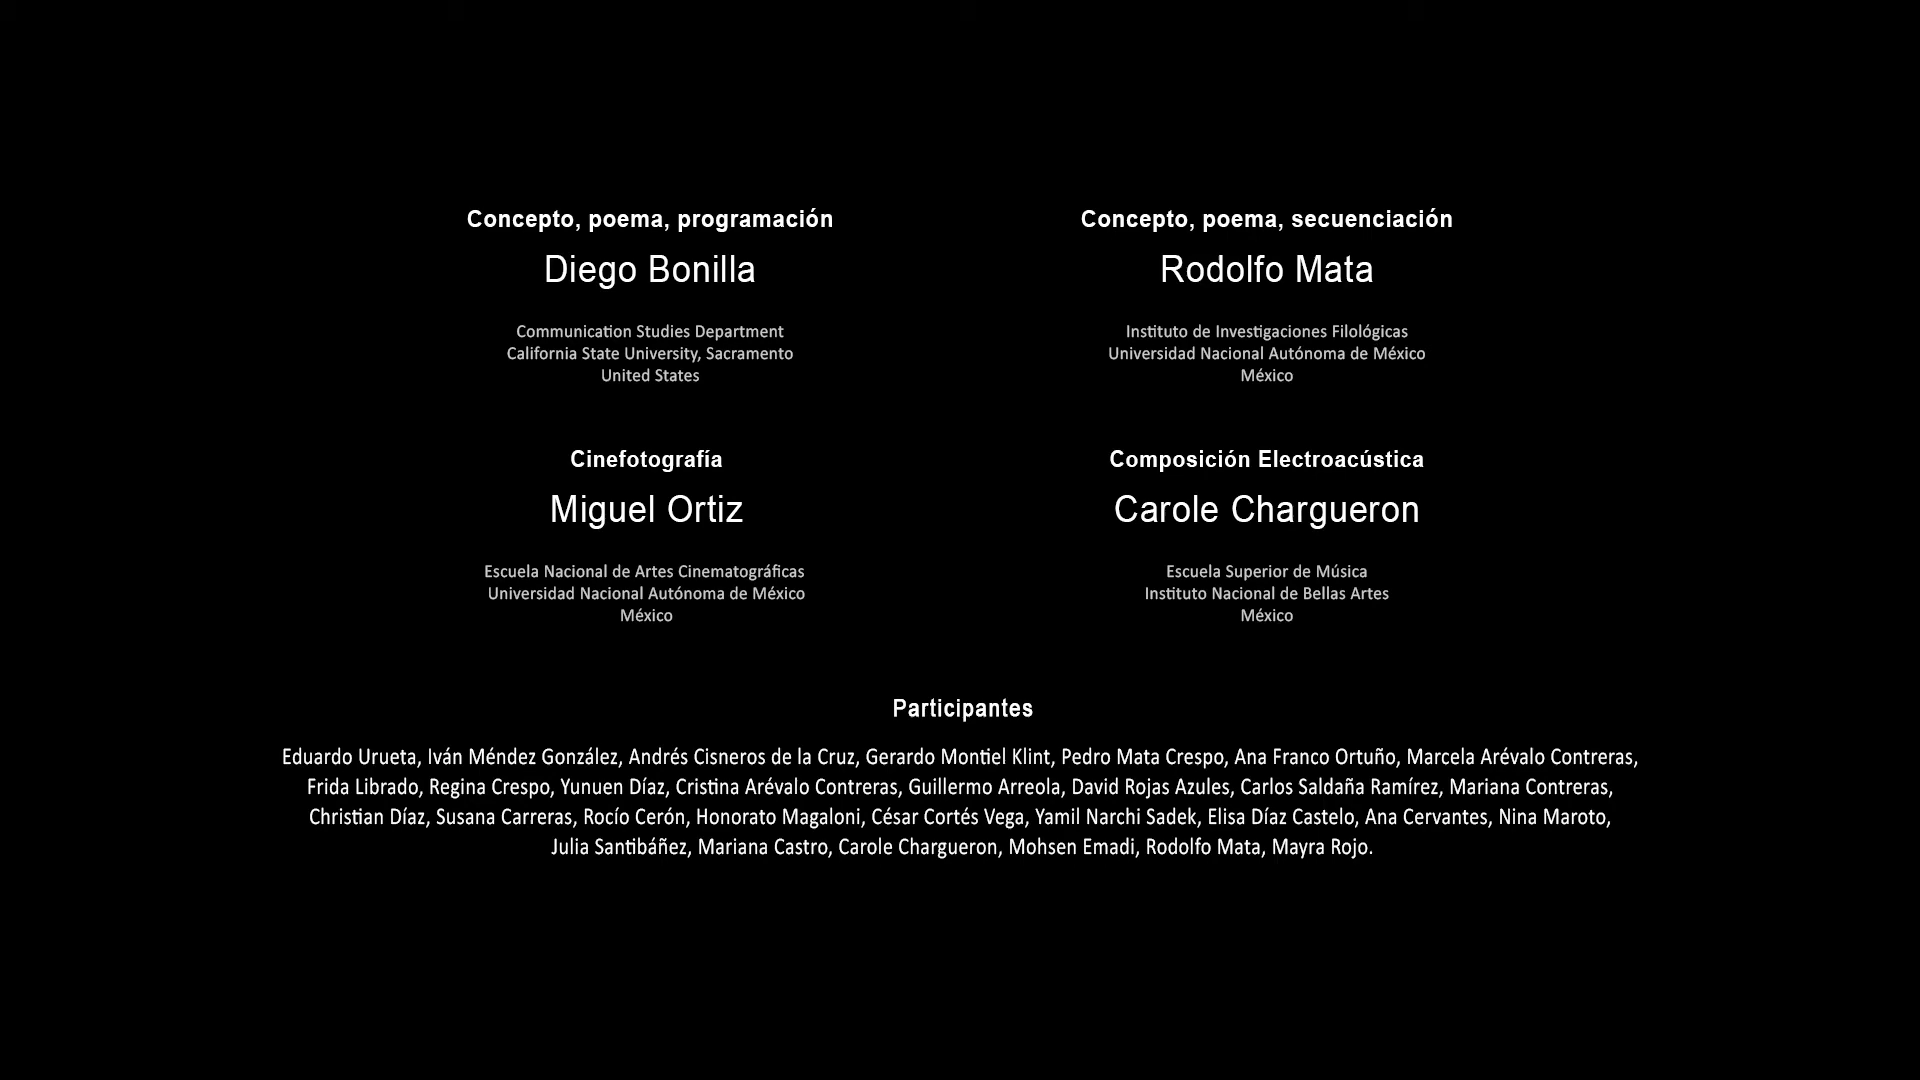 Concepto, poema, programación
Diego Bonilla
Communication Studies Department
California State University, Sacramento
United States
Concepto, poema, secuenciación
Rodolfo Mata
Instituto de Investigaciones Filológicas
Universidad Nacional Autónoma de México
México
Cinefotografía
Miguel Ortiz
Escuela Nacional de Artes Cinematográficas
Universidad Nacional Autónoma de México
México
Composición Electroacústica
Carole Chargueron
Escuela Superior de Música
Instituto Nacional de Bellas Artes
México
Participantes
Eduardo Urueta, Iván Méndez González, Andrés Cisneros de la Cruz, Gerardo Montiel Klint, Pedro Mata Crespo, Ana Franco Ortuño, Marcela Arévalo Contreras,
Frida Librado, Regina Crespo, Yunuen Díaz, Cristina Arévalo Contreras, Guillermo Arreola, David Rojas Azules, Carlos Saldaña Ramírez, Mariana Contreras,
Christian Díaz, Susana Carreras, Rocío Cerón, Honorato Magaloni, César Cortés Vega, Yamil Narchi Sadek, Elisa Díaz Castelo, Ana Cervantes, Nina Maroto,
Julia Santibáñez, Mariana Castro, Carole Chargueron, Mohsen Emadi, Rodolfo Mata, Mayra Rojo.